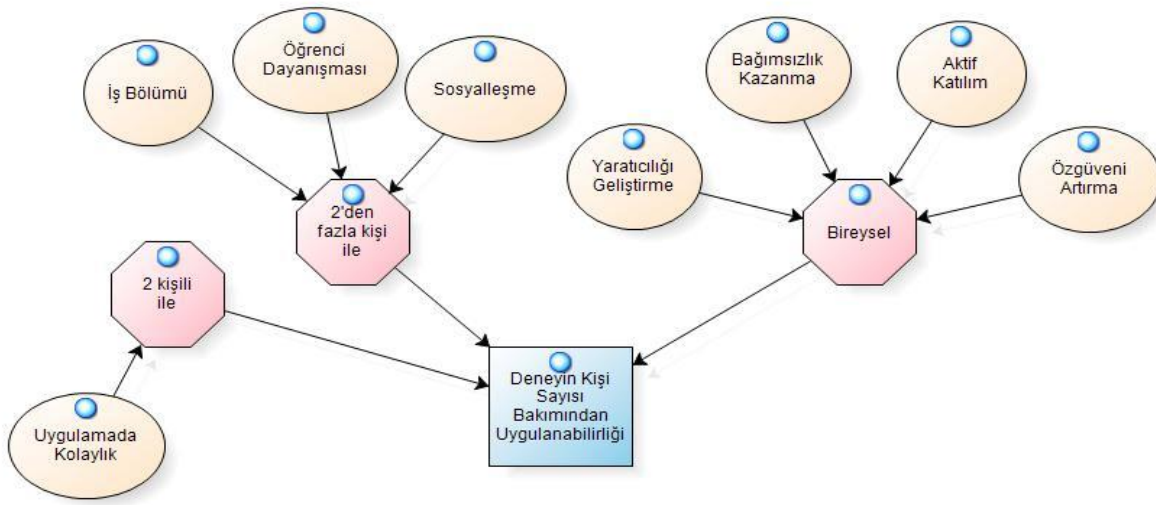 İş Bölümü
Öğrenci
Dayanışması
Sosyalleşme
Bağımsızlık
Kazanma
Aktif
Katılım
Yaratıcılığı
Geliştirme
Özgüveni
Artırma
2'den
fazla kişi
ile
Bireysel
2 kişili
ile
Deneyin Kişi
Sayısı
Bakımından
Uygulanabilirliği
Uygulamada
Kolaylık